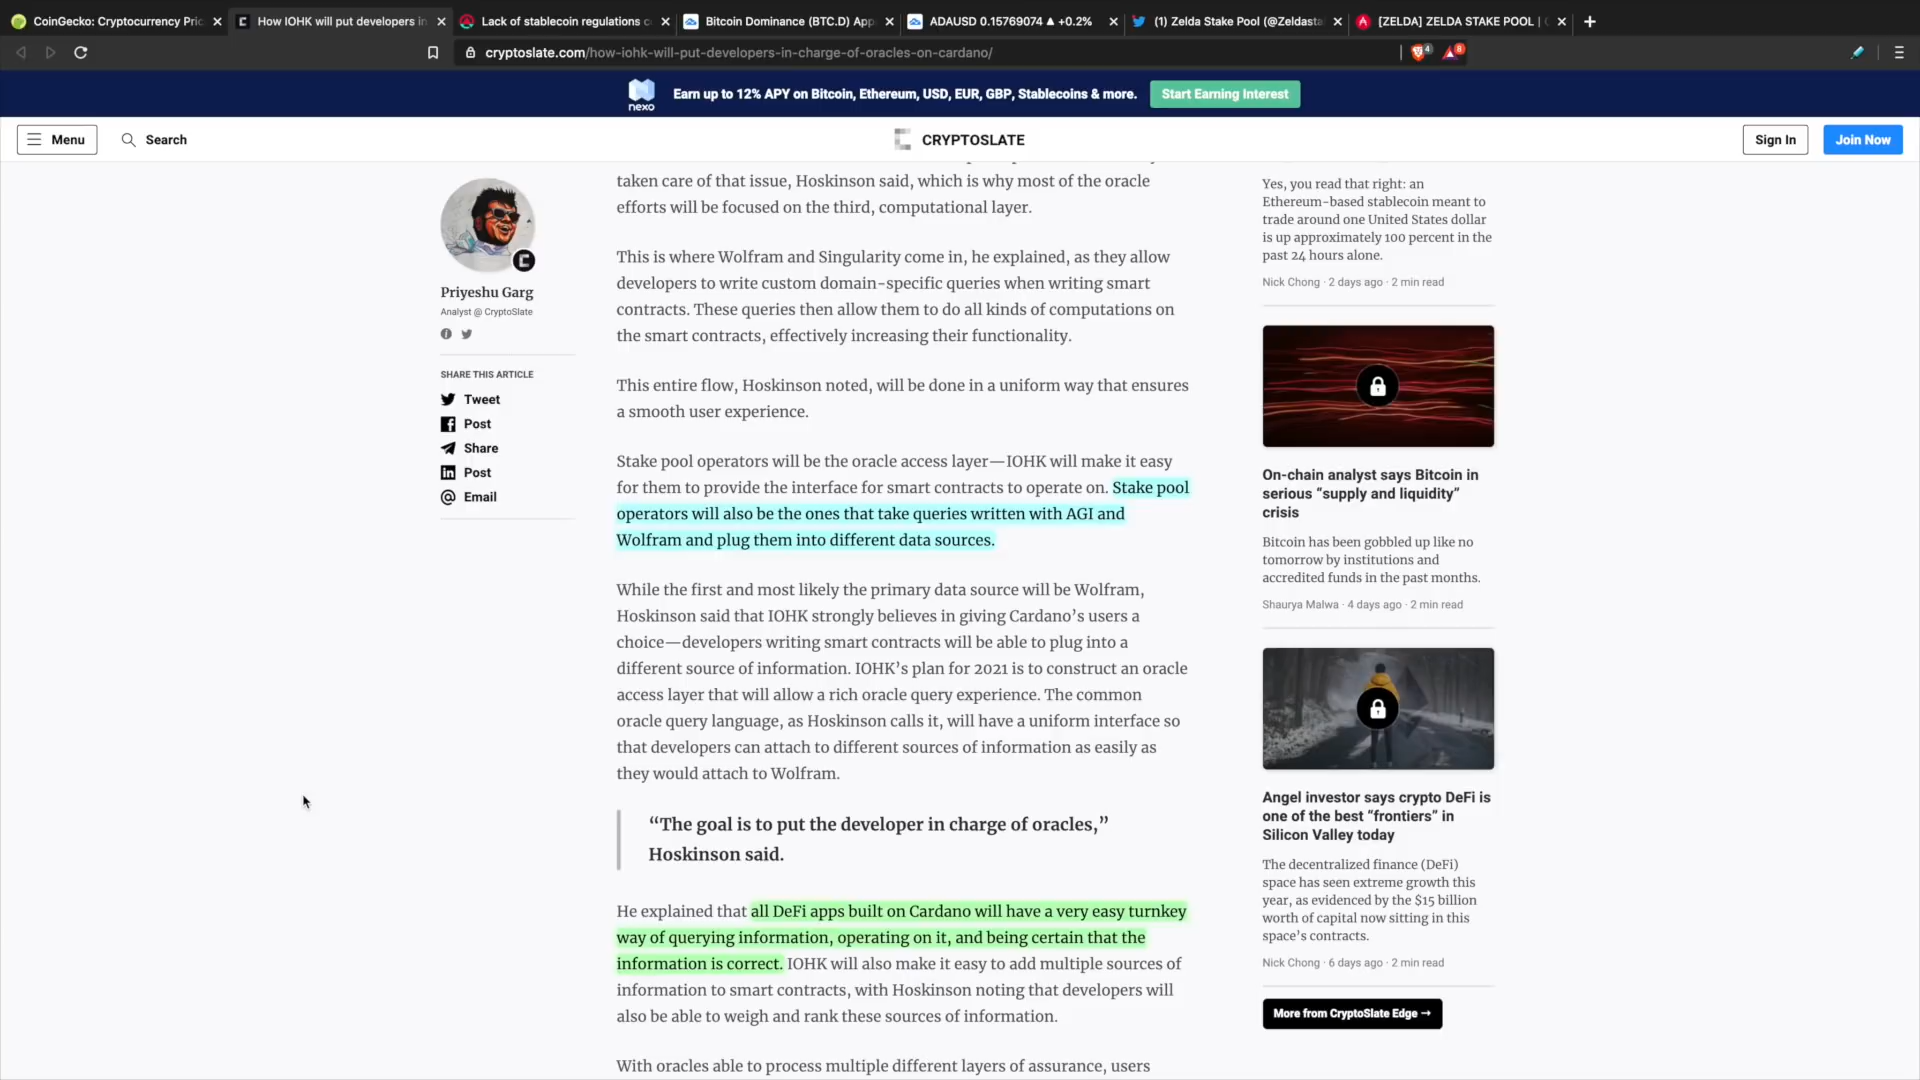 CoinGecko: Cryptocurrency Pric
How IOHK will put developers in
Lack of stablecoin regulations c
Bitcoin Dominance (BTC.D) App
ADAUSD 0.15769074 ▲ +0.2%
(1) Zelda Stake Pool (@Zeldasta
[ZELDA] ZELDA STAKE POOL |
cryptoslate.com/how-iohk-will-put-developers-in-charge-of-oracles-on-cardano/
4
8
nexo
Earn up to 12% APY on Bitcoin, Ethereum, USD, EUR, GBP, Stablecoins & more.
Start Earning Interest
Menu
Search
CRYPTOSLATE
Sign In
Join Now
Priyeshu Garg
Analyst @ CryptoSlate
SHARE THIS ARTICLE
Tweet
Post
Share
Post
Email
taken care of that issue, Hoskinson said, which is why most of the oracle
efforts will be focused on the third, computational layer.
This is where Wolfram and Singularity come in, he explained, as they allow
developers to write custom domain-specific queries when writing smart
contracts. These queries then allow them to do all kinds of computations on
the smart contracts, effectively increasing their functionality.
This entire flow, Hoskinson noted, will be done in a uniform way that ensures
a smooth user experience.
Stake pool operators will be the oracle access layer—IOHK will make it easy
for them to provide the interface for smart contracts to operate on. Stake pool
operators will also be the ones that take queries written with AGI and
Wolfram and plug them into different data sources.
While the first and most likely the primary data source will be Wolfram,
Hoskinson said that IOHK strongly believes in giving Cardano’s users a
choice—developers writing smart contracts will be able to plug into a
different source of information. IOHK’s plan for 2021 is to construct an oracle
access layer that will allow a rich oracle query experience. The common
oracle query language, as Hoskinson calls it, will have a uniform interface so
that developers can attach to different sources of information as easily as
they would attach to Wolfram.
“The goal is to put the developer in charge of oracles,”
Hoskinson said.
He explained that all DeFi apps built on Cardano will have a very easy turnkey
way of querying information, operating on it, and being certain that the
information is correct. IOHK will also make it easy to add multiple sources of
information to smart contracts, with Hoskinson noting that developers will
also be able to weigh and rank these sources of information.
With oracles able to process multiple different layers of assurance, users
Yes, you read that right: an
Ethereum-based stablecoin meant to
trade around one United States dollar
is up approximately 100 percent in the
past 24 hours alone.
Nick Chong · 2 days ago · 2 min read
On-chain analyst says Bitcoin in
serious “supply and liquidity”
crisis
Bitcoin has been gobbled up like no
tomorrow by institutions and
accredited funds in the past months.
Shaurya Malwa · 4 days ago · 2 min read
Angel investor says crypto DeFi is
one of the best “frontiers” in
Silicon Valley today
The decentralized finance (DeFi)
space has seen extreme growth this
year, as evidenced by the $15 billion
worth of capital now sitting in this
space’s contracts.
Nick Chong · 6 days ago · 2 min read
More from CryptoSlate Edge →